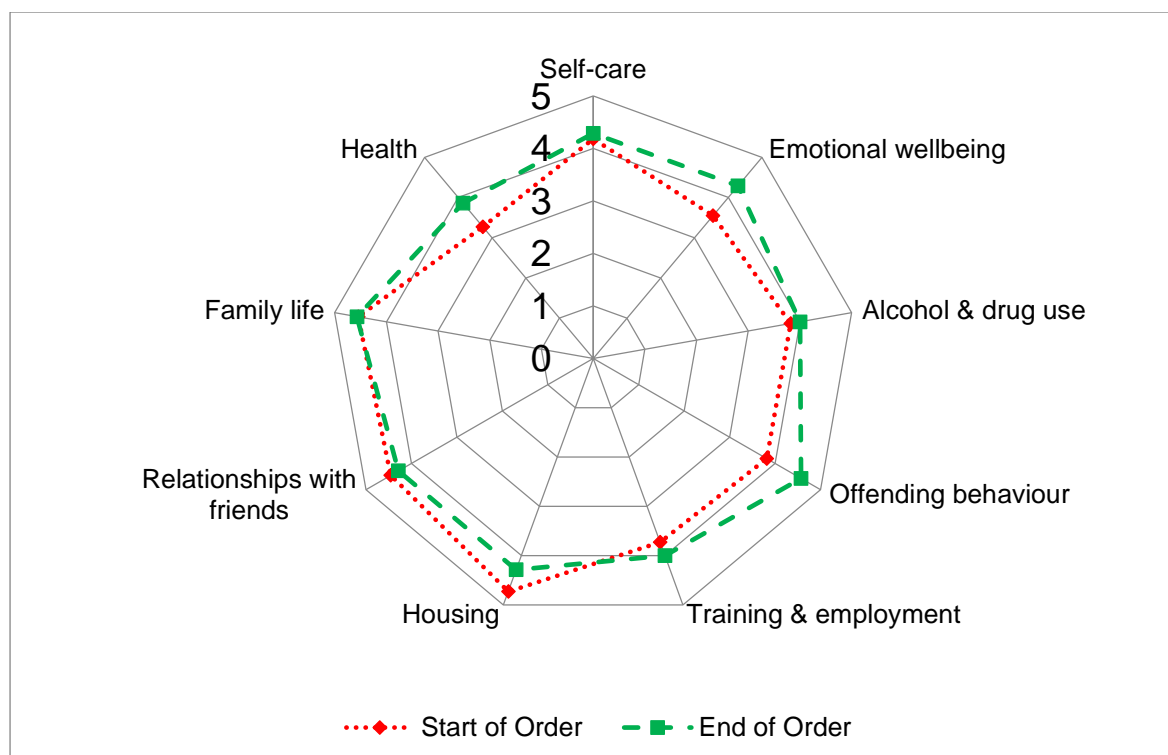 Self-care
5
4
3
2
1
0
Emotional wellbeing
Alcohol & drug use
Offending behaviour
Training & employment
Housing
Relationships with
friends
Family life
Health
Start of Order
End of Order